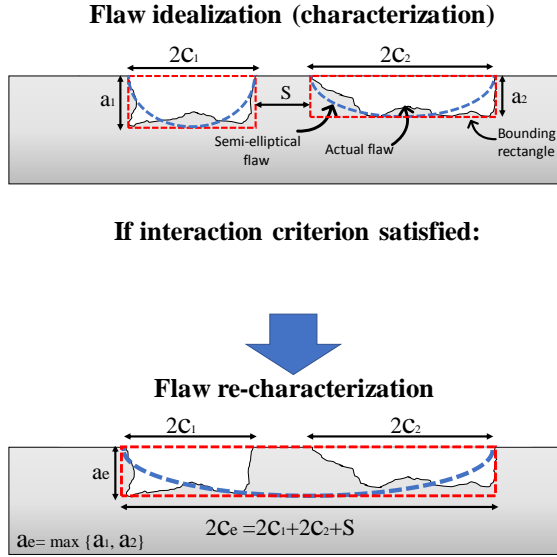 Flaw idealization (characterization)
2c₁
2c₂
a₁
S
a₂
Semi-elliptical
flaw
Actual flaw
Bounding
rectangle
If interaction criterion satisfied:
Flaw re-characterization
2c₁
2c₂
aₑ
2cₑ =2c₁+2c₂+S
aₑ= max {a₁, a₂}